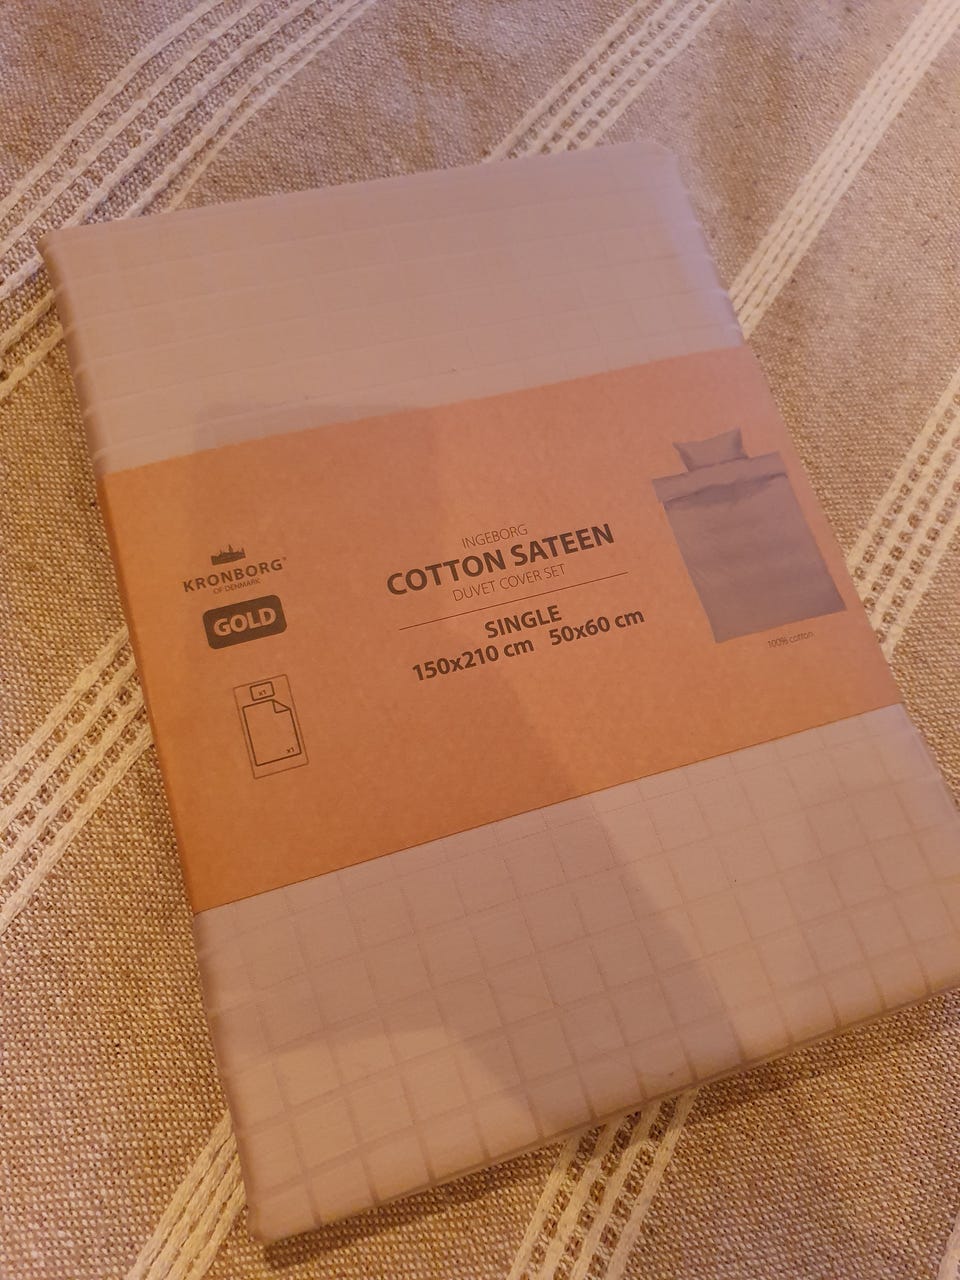 KRONBORG®
OF DENMARK
GOLD
x1
x1
INGEBORG
COTTON SATEEN
DUVET COVER SET
SINGLE
150x210 cm 50x60 cm
100% cotton